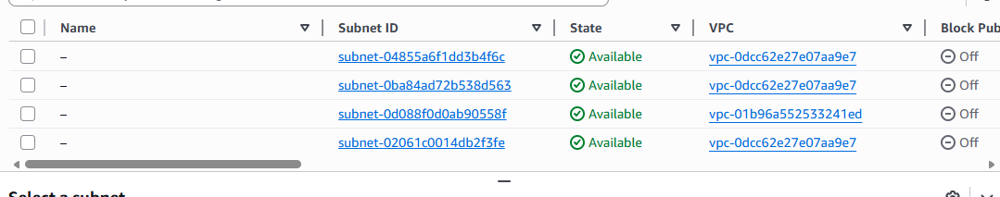 Name Subnet ID State VPC Block Pub
– subnet-04855a6f1dd3b4f6c Available vpc-0dcc62e27e07aa9e7 Off
– subnet-0ba84ad72b538d563 Available vpc-0dcc62e27e07aa9e7 Off
– subnet-0d088f0d0ab90558f Available vpc-01b96a552533241ed Off
– subnet-02061c0014db2f3fe Available vpc-0dcc62e27e07aa9e7 Off
Select a subnet